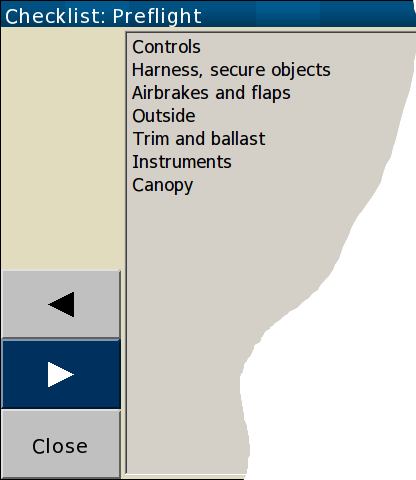 Checklist: Preflight
Controls
Harness, secure objects
Airbrakes and flaps
Outside
Trim and ballast
Instruments
Canopy
Close